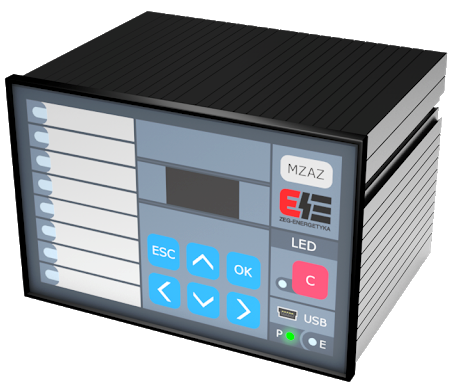 MZAZ
ZEG-ENERGETYKA
LED
ESC
OK
C
USB
P
E